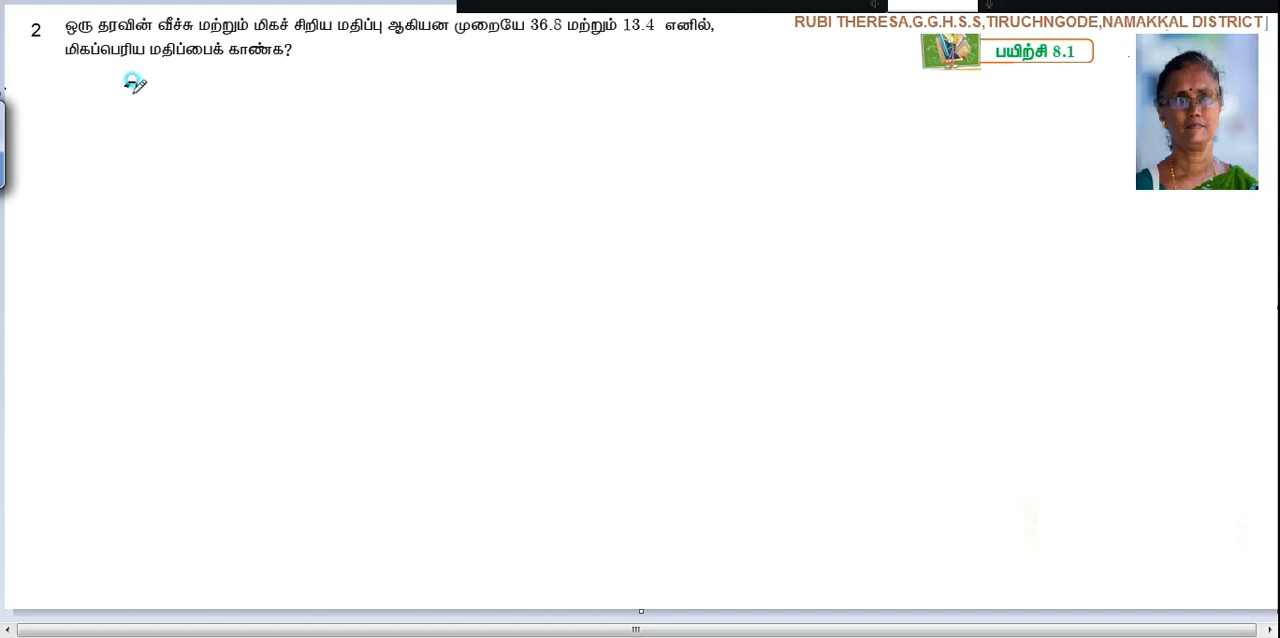 2 ஒரு தரவின் வீச்சு மற்றும் மிகச் சிறிய மதிப்பு ஆகியன முறையே 36.8 மற்றும் 13.4 எனில்,
மிகப்பெரிய மதிப்பைக் காண்க?
RUBI THERESA,G.G.H.S.S,TIRUCHNGODE,NAMAKKAL DISTRICT
பயிற்சி 8.1